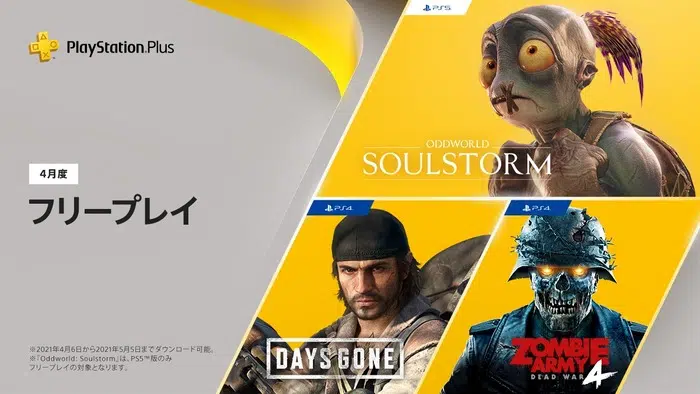 PlayStation.Plus
4月度
フリープレイ
※2021年4月6日から2021年5月5日までダウンロード可能。
※「Oddworld: Soulstorm」は、PS5™版のみ
フリープレイの対象となります。
PS5
ODDWORLD
SOULSTORM
PS4
DAYS GONE
PS4
ZOMBIE
ARMY 4
DEAD WAR